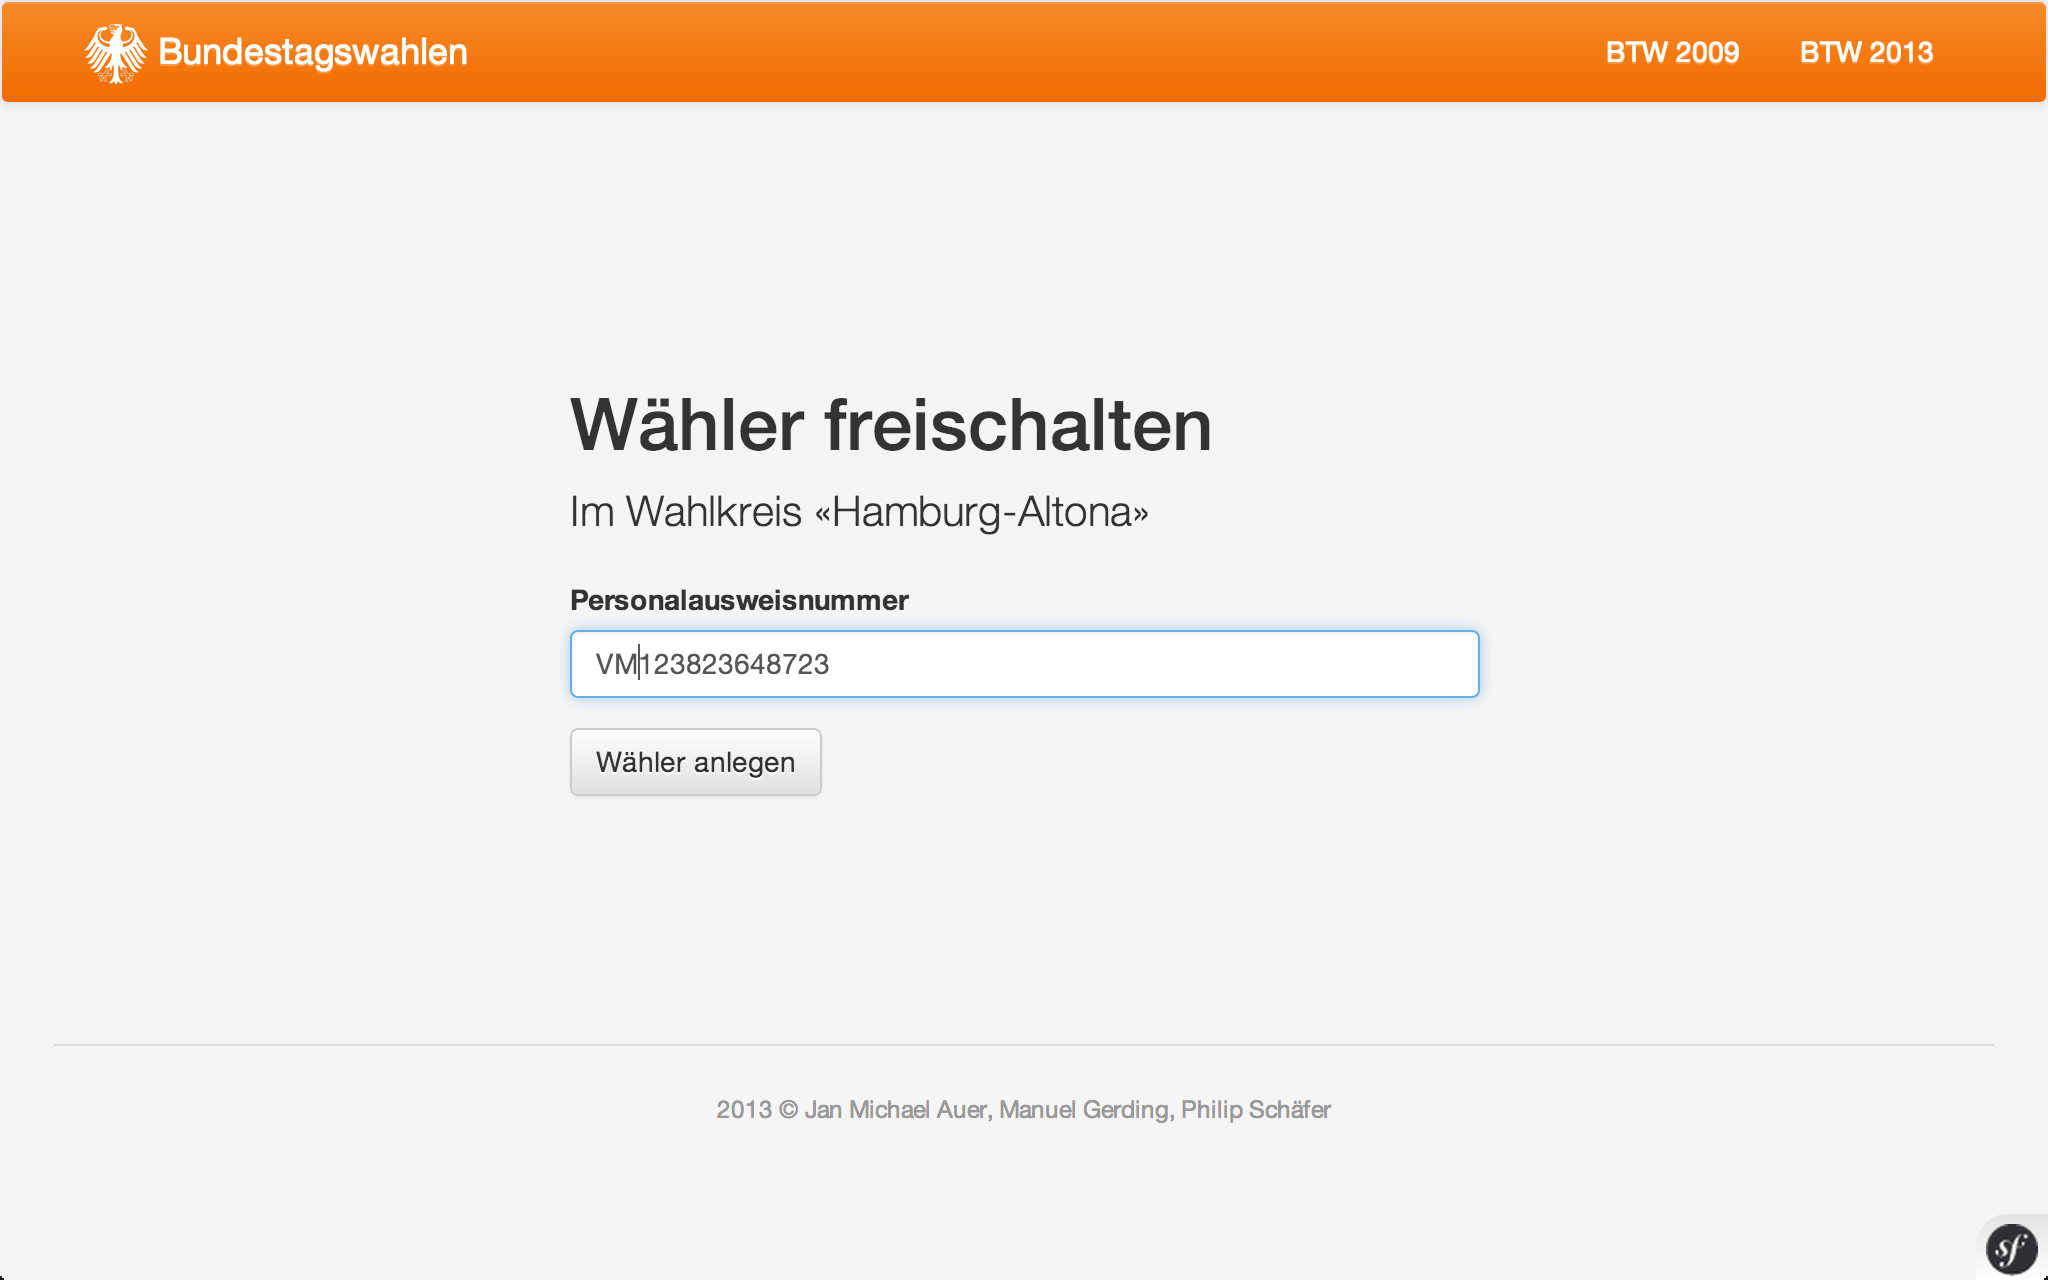 Bundestagswahlen
BTW 2009
BTW 2013
Wähler freischalten
Im Wahlkreis «Hamburg-Altona»
Personalausweisnummer
VM123823648723
Wähler anlegen
2013 © Jan Michael Auer, Manuel Gerding, Philip Schäfer
sf